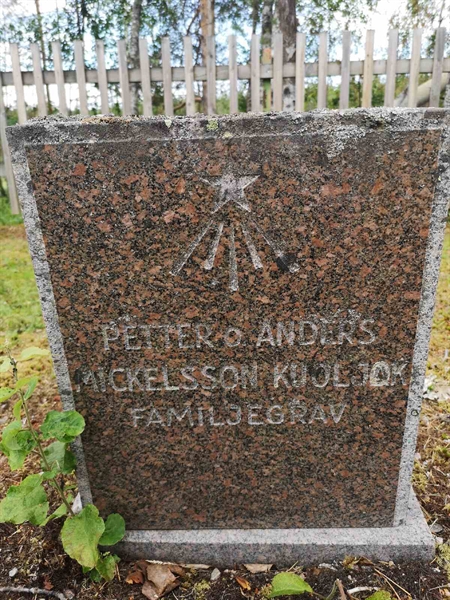 PETTER o. ANDERS
MICKELSSON KUOLJOK
FAMILJEGRAV